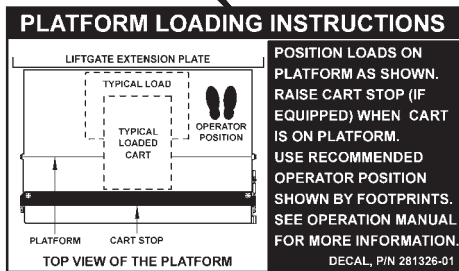 PLATFORM LOADING INSTRUCTIONS
LIFTGATE EXTENSION PLATE
TYPICAL LOAD
TYPICAL
LOADED
CART
OPERATOR
POSITION
PLATFORM
CART STOP
TOP VIEW OF THE PLATFORM
POSITION LOADS ON
PLATFORM AS SHOWN.
RAISE CART STOP (IF
EQUIPPED) WHEN CART
IS ON PLATFORM.
USE RECOMMENDED
OPERATOR POSITION
SHOWN BY FOOTPRINTS.
SEE OPERATION MANUAL
FOR MORE INFORMATION.
DECAL, P/N 281326-01